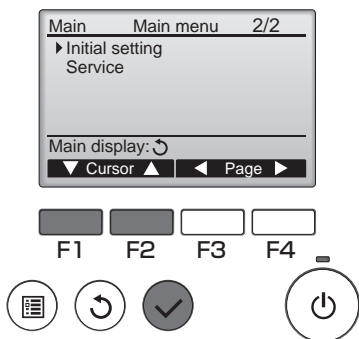 Main Main menu 2/2
Initial setting
Service
Main display:
Cursor Page
F1 F2 F3 F4